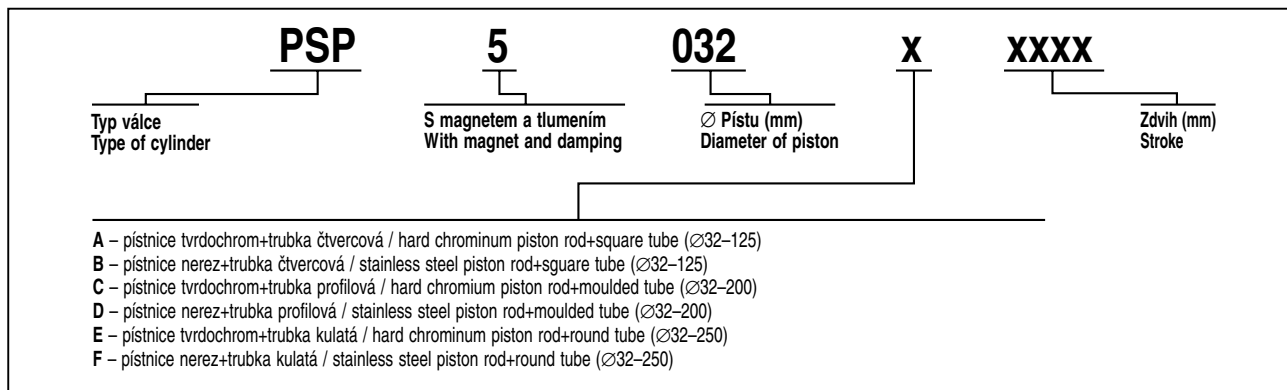 PSP 5 032 x xxxx
Typ válce
Type of cylinder
S magnetem a tlumením
With magnet and damping
∅ Pístu (mm)
Diameter of piston
Zdvih (mm)
Stroke
A – pístnice tvrdochrom+trubka čtvercová / hard chrominum piston rod+square tube (∅32–125)
B – pístnice nerez+trubka čtvercová / stainless steel piston rod+sguare tube (∅32–125)
C – pístnice tvrdochrom+trubka profilová / hard chromium piston rod+moulded tube (∅32–200)
D – pístnice nerez+trubka profilová / stainless steel piston rod+moulded tube (∅32–200)
E – pístnice tvrdochrom+trubka kulatá / hard chrominum piston rod+round tube (∅32–250)
F – pístnice nerez+trubka kulatá / stainless steel piston rod+round tube (∅32–250)